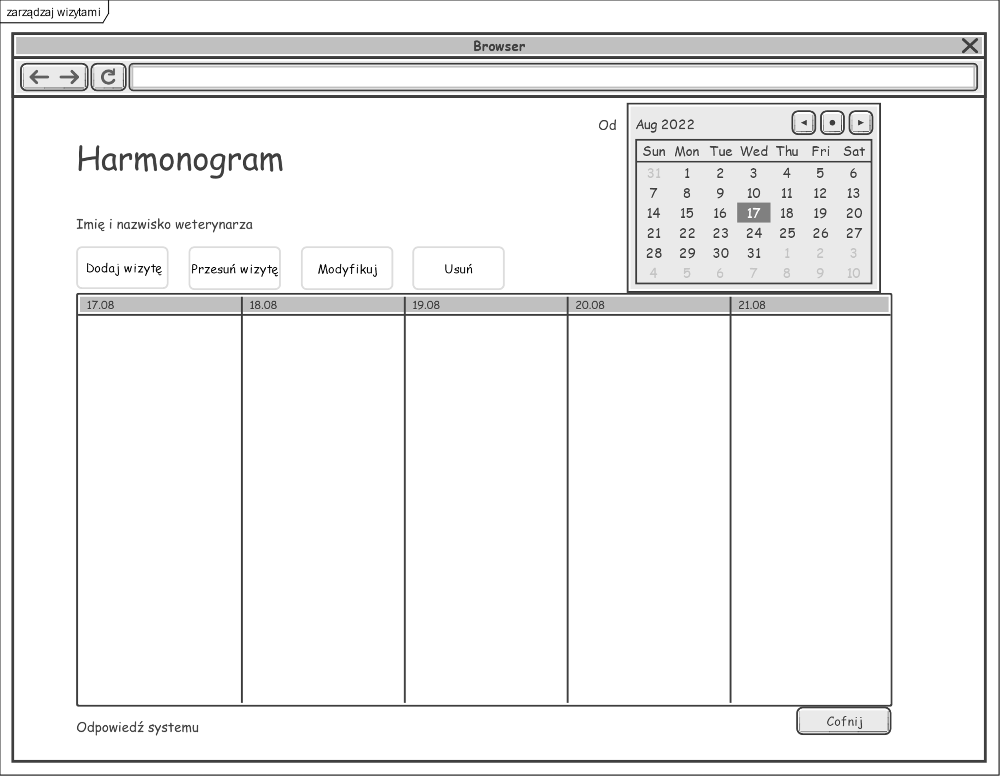 zarządzaj wizytami
Browser
Od
Aug 2022
Sun Mon Tue Wed Thu Fri Sat
31 1 2 3 4 5 6
7 8 9 10 11 12 13
14 15 16 17 18 19 20
21 22 23 24 25 26 27
28 29 30 31 1 2 3
4 5 6 7 8 9 10
Harmonogram
Imię i nazwisko weterynarza
Dodaj wizytę Przesuń wizytę Modyfikuj Usuń
17.08 18.08 19.08 20.08 21.08
Odpowiedź systemu
Cofnij